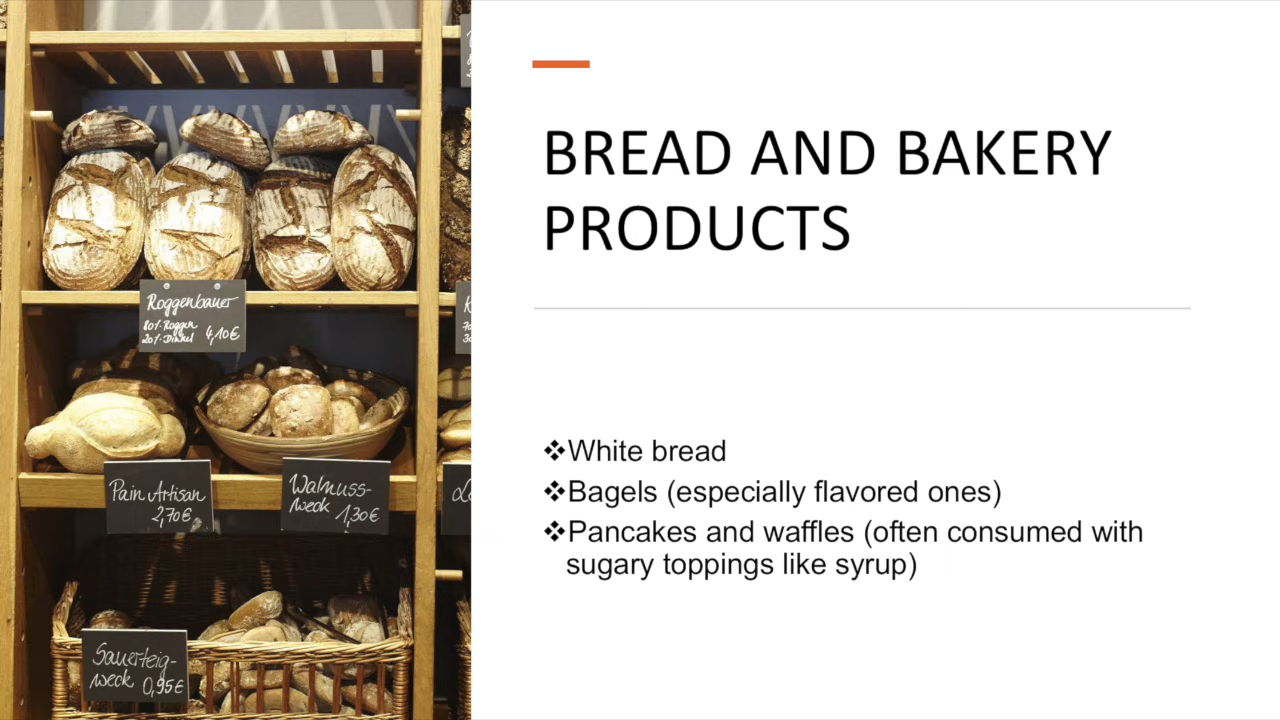 BREAD AND BAKERY
PRODUCTS
❖White bread
❖Bagels (especially flavored ones)
❖Pancakes and waffles (often consumed with
sugary toppings like syrup)
Roggenbauer
80%-Roggen
20%-Dinkel 4,10€
Pain Artisan
2,70€
Walnuss-
weck 1,30€
Sauerteig-
weck 0,95€